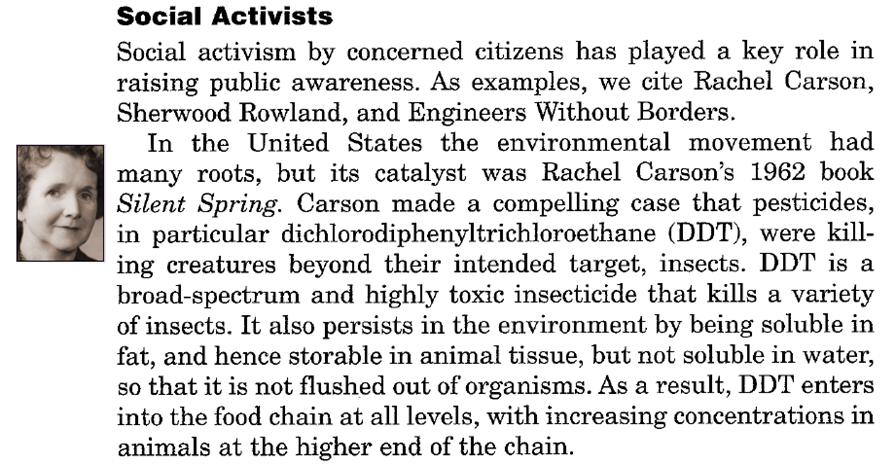 Social Activists
Social activism by concerned citizens has played a key role in
raising public awareness. As examples, we cite Rachel Carson,
Sherwood Rowland, and Engineers Without Borders.
In the United States the environmental movement had
many roots, but its catalyst was Rachel Carson's 1962 book
Silent Spring. Carson made a compelling case that pesticides,
in particular dichlorodiphenyltrichloroethane (DDT), were kill-
ing creatures beyond their intended target, insects. DDT is a
broad-spectrum and highly toxic insecticide that kills a variety
of insects. It also persists in the environment by being soluble in
fat, and hence storable in animal tissue, but not soluble in water,
so that it is not flushed out of organisms. As a result, DDT enters
into the food chain at all levels, with increasing concentrations in
animals at the higher end of the chain.